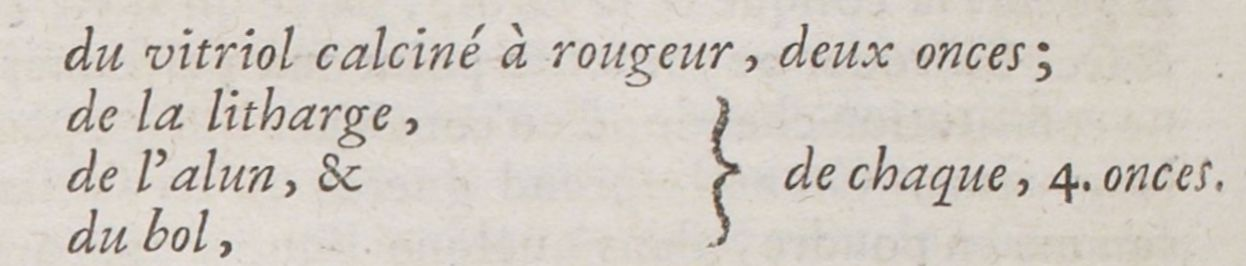 du vitriol calciné à rougeur, deux onces;
de la litharge,
de l'alun, &
du bol,
} de chaque, 4. onces.